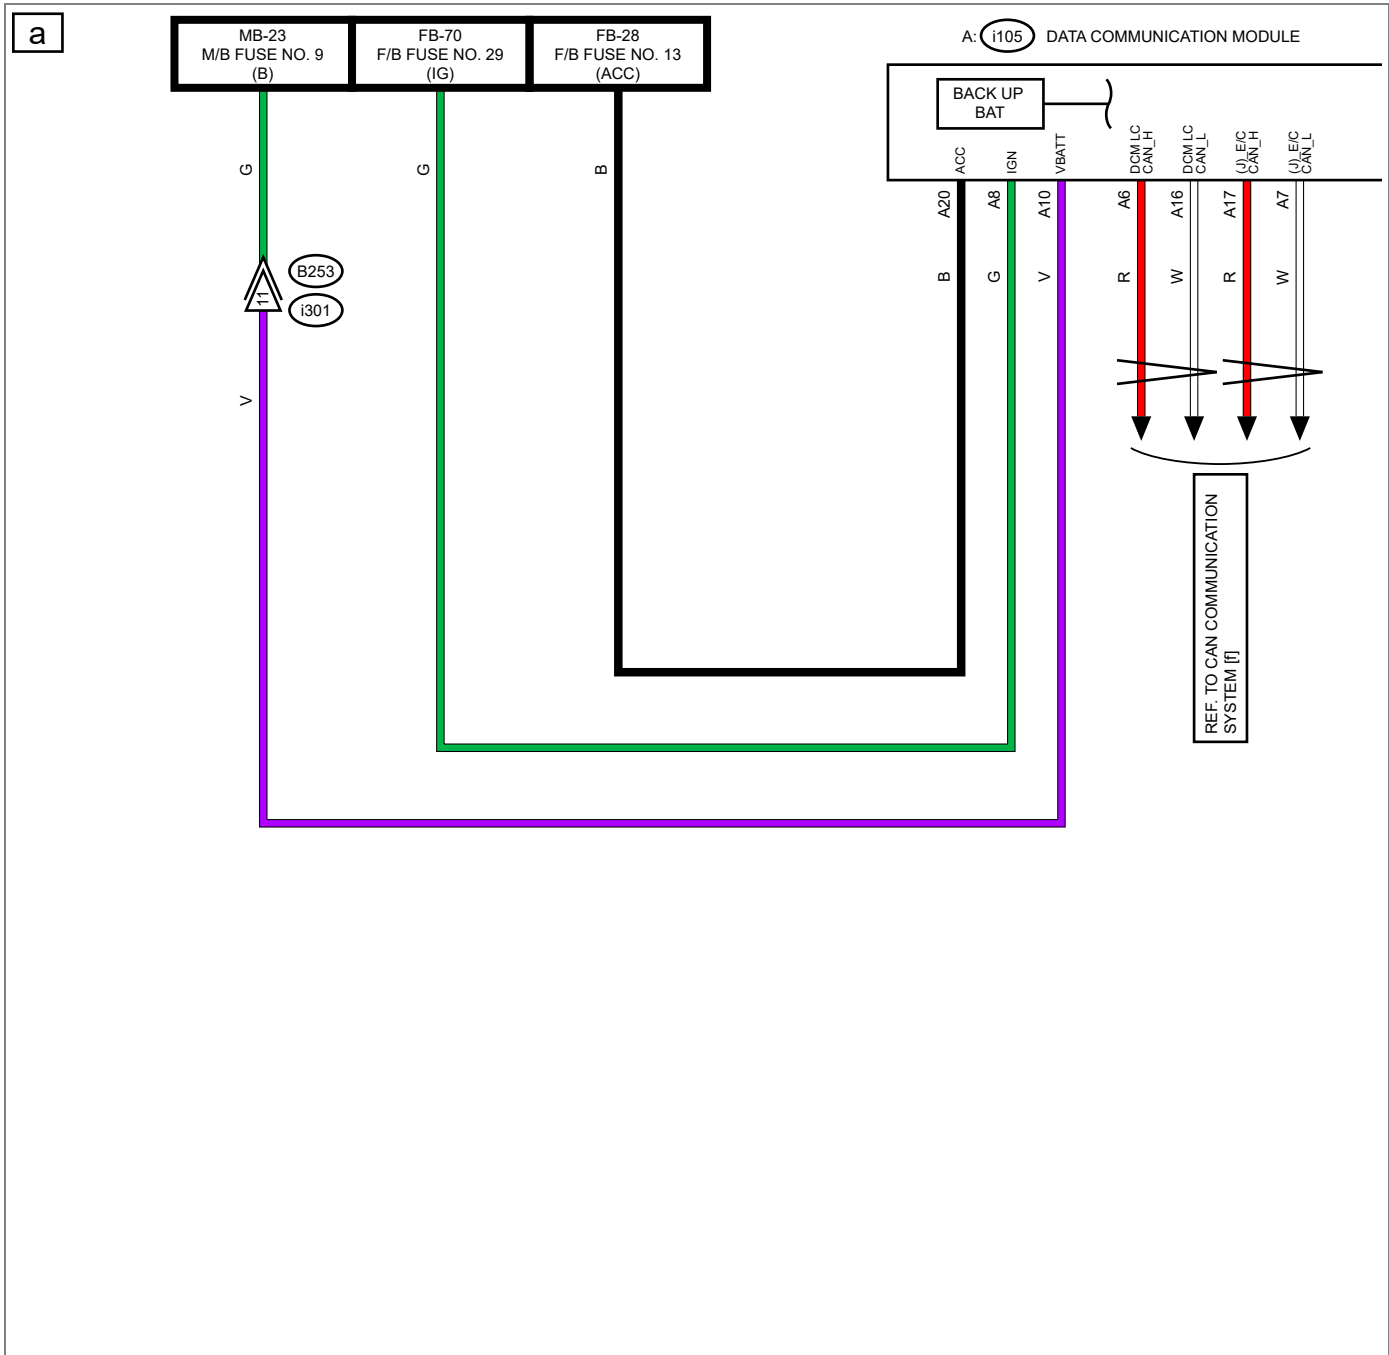 a
MB-23
M/B FUSE NO. 9
(B)
FB-70
F/B FUSE NO. 29
(IG)
FB-28
F/B FUSE NO. 13
(ACC)
A: i105 DATA COMMUNICATION MODULE
BACK UP
BAT
ACC
IGN
VBATT
DCM LC
CAN_H
DCM LC
CAN_L
(J)_E/C
CAN_H
(J)_E/C
CAN_L
A20
A8
A10
A6
A16
A17
A7
G
G
B
B
G
V
R
W
R
W
B253
11
i301
V
REF. TO CAN COMMUNICATION
SYSTEM [f]